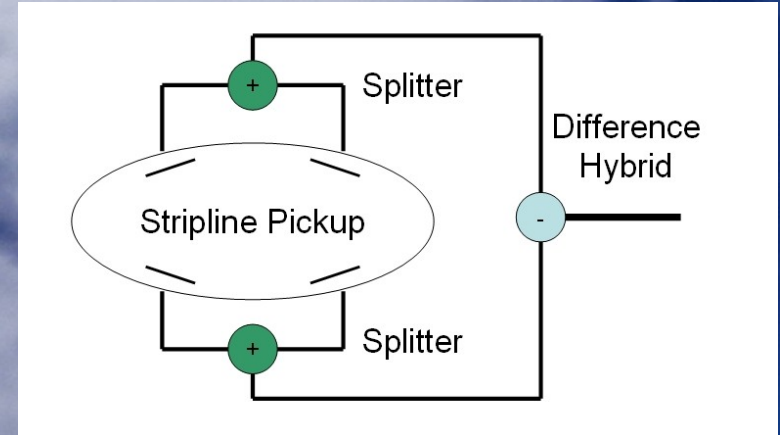 +
Splitter
Difference
Hybrid
Stripline Pickup
-
+
Splitter